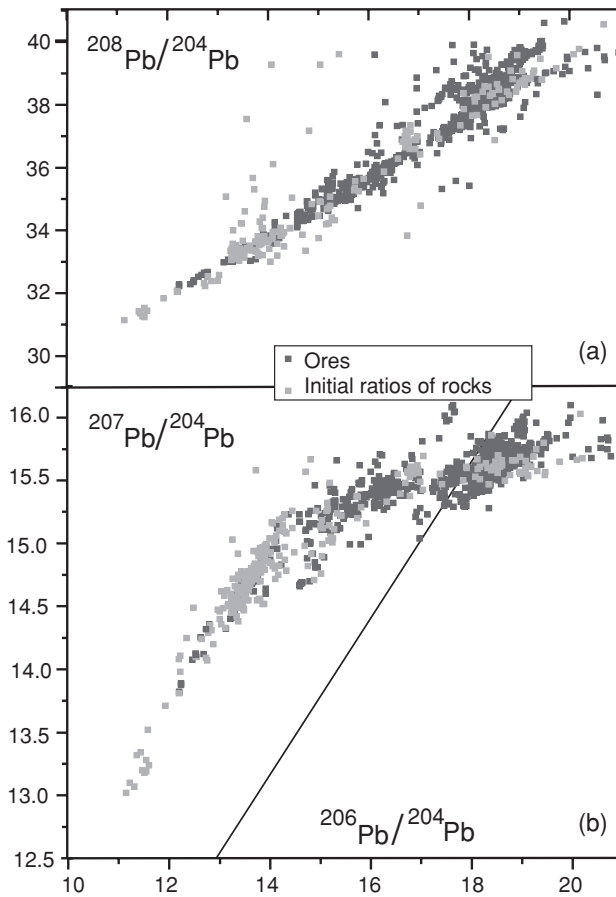 40
38
36
34
32
30
²⁰⁸Pb/²⁰⁴Pb
Ores
Initial ratios of rocks
(a)
16.0
15.5
15.0
14.5
14.0
13.5
13.0
12.5
²⁰⁷Pb/²⁰⁴Pb
²⁰⁶Pb/²⁰⁴Pb
(b)
10 12 14 16 18 20